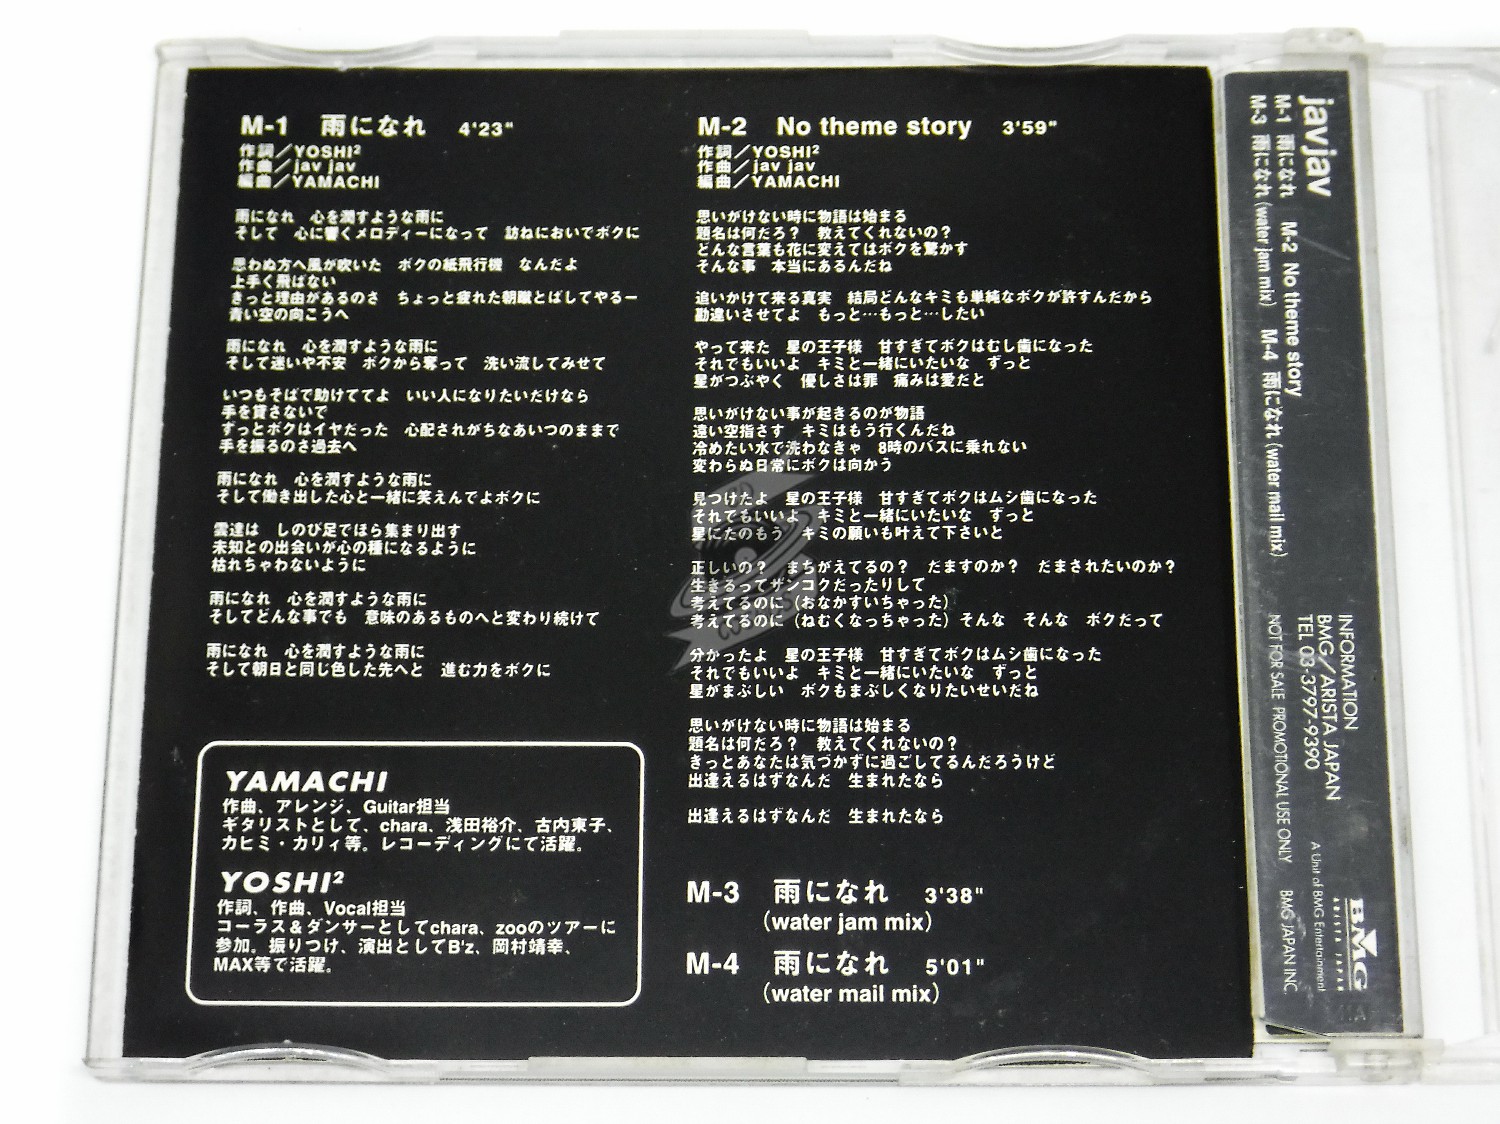 M-1 雨になれ 4'23"
作詞／YOSHI²
作曲／jav jav
編曲／YAMACHI
雨になれ 心を潤すような雨に
そして 心に響くメロディーになって 訪ねにおいでボクに
思わぬ方へ風が吹いた ボクの紙飛行機 なんだよ
上手く飛ばない
きっと理由があるのさ ちょっと疲れた朝蹴とばしてやるー
青い空の向こうへ
雨になれ 心を潤すような雨に
そして迷いや不安 ボクから奪って 洗い流してみせて
いつもそばで助けててよ いい人になりたいだけなら
手を貸さないで
ずっとボクはイヤだった 心配されがちなあいつのままで
手を振るのさ過去へ
雨になれ 心を潤すような雨に
そして働き出した心と一緒に笑えんでよボクに
雲達は しのび足でほら集まり出す
未知との出会いが心の種になるように
枯れちゃわないように
雨になれ 心を潤すような雨に
そしてどんな事でも 意味のあるものへと変わり続けて
雨になれ 心を潤すような雨に
そして朝日と同じ色した先へと 進む力をボクに
YAMACHI
作曲、アレンジ、Guitar担当
ギタリストとして、chara、浅田裕介、古内東子、
カヒミ・カリィ等。レコーディングにて活躍。
YOSHI²
作詞、作曲、Vocal担当
コーラス＆ダンサーとしてchara、zooのツアーに
参加。振りつけ、演出としてB'z、岡村靖幸、
MAX等で活躍。
M-2 No theme story 3'59"
作詞／YOSHI²
作曲／jav jav
編曲／YAMACHI
思いがけない時に物語は始まる
題名は何だろ？ 教えてくれないの？
どんな言葉も花に変えてはボクを驚かす
そんな事 本当にあるんだね
追いかけて来る真実 結局どんなキミも単純なボクが許すんだから
勘違いさせてよ もっと…もっと…したい
やって来た 星の王子様 甘すぎてボクはむし歯になった
それでもいいよ キミと一緒にいたいな ずっと
星がつぶやく 優しさは罪 痛みは愛だと
思いがけない事が起きるのが物語
遠い空指さす キミはもう行くんだね
冷めたい水で洗わなきゃ 8時のバスに乗れない
変わらぬ日常にボクは向かう
見つけたよ 星の王子様 甘すぎてボクはムシ歯になった
それでもいいよ キミと一緒にいたいな ずっと
星にたのもう キミの願いも叶えて下さいと
正しいの？ まちがえてるの？ だますのか？ だまされたいのか？
生きるってザンコクだったりして
考えてるのに（おなかすいちゃった）
考えてるのに（ねむくなっちゃった）そんな そんな ボクだって
分かったよ 星の王子様 甘すぎてボクはムシ歯になった
それでもいいよ キミと一緒にいたいな ずっと
星がまぶしい ボクもまぶしくなりたいせいだね
思いがけない時に物語は始まる
題名は何だろ？ 教えてくれないの？
きっとあなたは気づかずに過ごしてるんだろうけど
出逢えるはずなんだ 生まれたなら
出逢えるはずなんだ 生まれたなら
M-3 雨になれ 3'38"
（water jam mix）
M-4 雨になれ 5'01"
（water mail mix）
javjav
M-1 雨になれ M-2 No theme story
M-3 雨になれ（water jam mix） M-4 雨になれ（water mail mix）
INFORMATION
BMG／ARISTA JAPAN
TEL 03-3797-9390
NOT FOR SALE PROMOTIONAL USE ONLY
BMG
ARISTA JAPAN
A Unit of BMG Entertainment
BMG JAPAN INC.